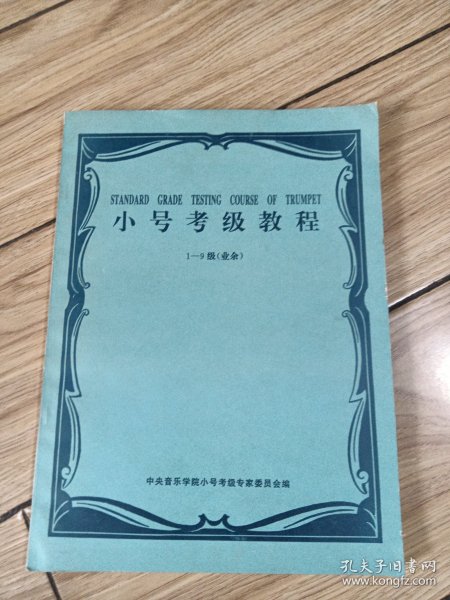 STANDARD GRADE TESTING COURSE OF TRUMPET
小号考级教程
1—9级(业余)
中央音乐学院小号考级专家委员会编
孔夫子旧书网
www.kongfz.com